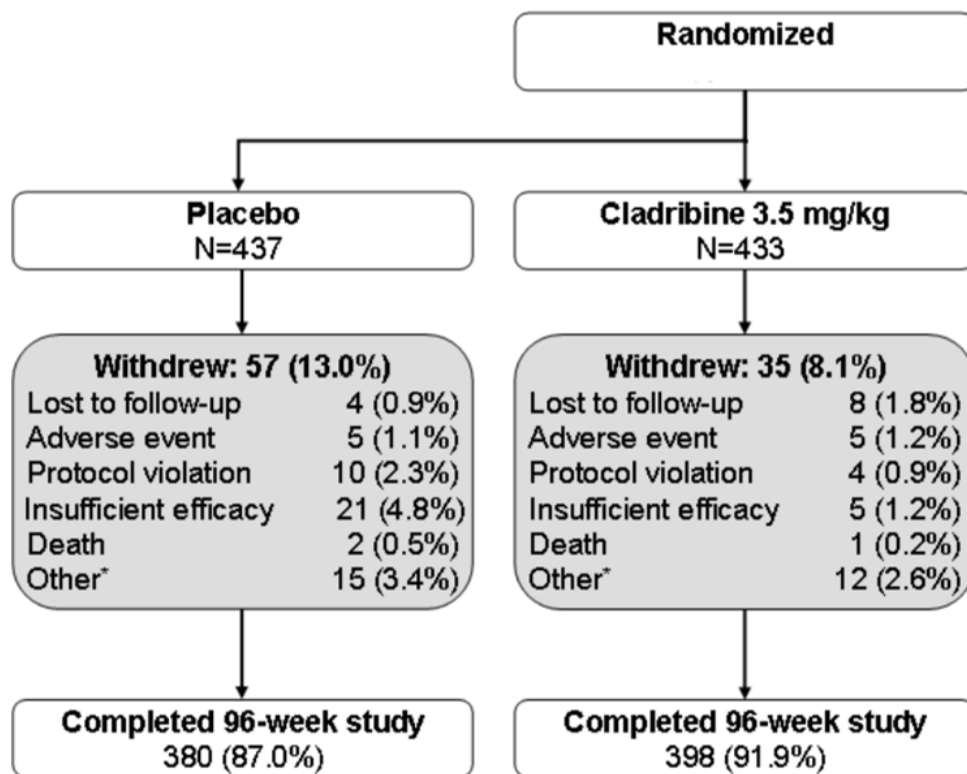 Randomized
Placebo
N=437
Cladribine 3.5 mg/kg
N=433
Withdrew: 57 (13.0%)
Lost to follow-up 4 (0.9%)
Adverse event 5 (1.1%)
Protocol violation 10 (2.3%)
Insufficient efficacy 21 (4.8%)
Death 2 (0.5%)
Other* 15 (3.4%)
Withdrew: 35 (8.1%)
Lost to follow-up 8 (1.8%)
Adverse event 5 (1.2%)
Protocol violation 4 (0.9%)
Insufficient efficacy 5 (1.2%)
Death 1 (0.2%)
Other* 12 (2.6%)
Completed 96-week study
380 (87.0%)
Completed 96-week study
398 (91.9%)